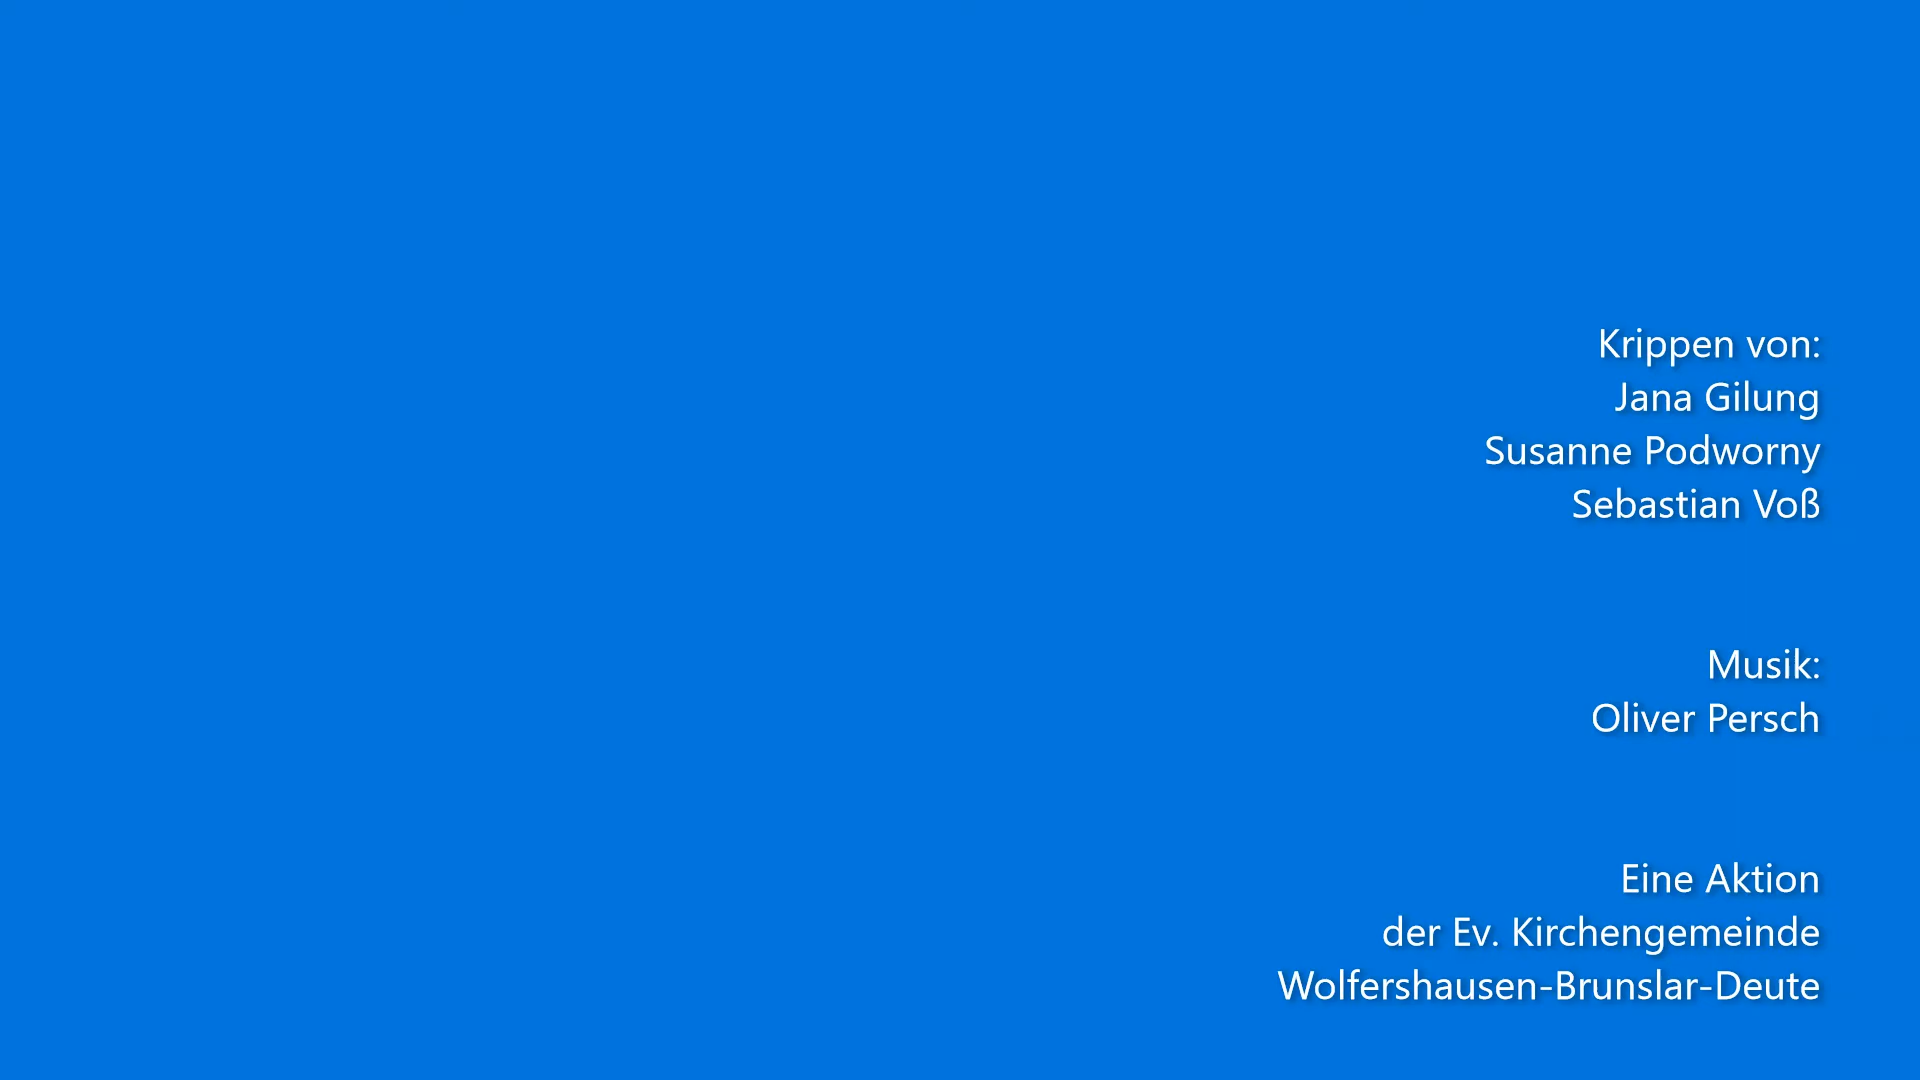 Krippen von:
Jana Gilung
Susanne Podworny
Sebastian Voß
Musik:
Oliver Persch
Eine Aktion
der Ev. Kirchengemeinde
Wolfershausen-Brunslar-Deute